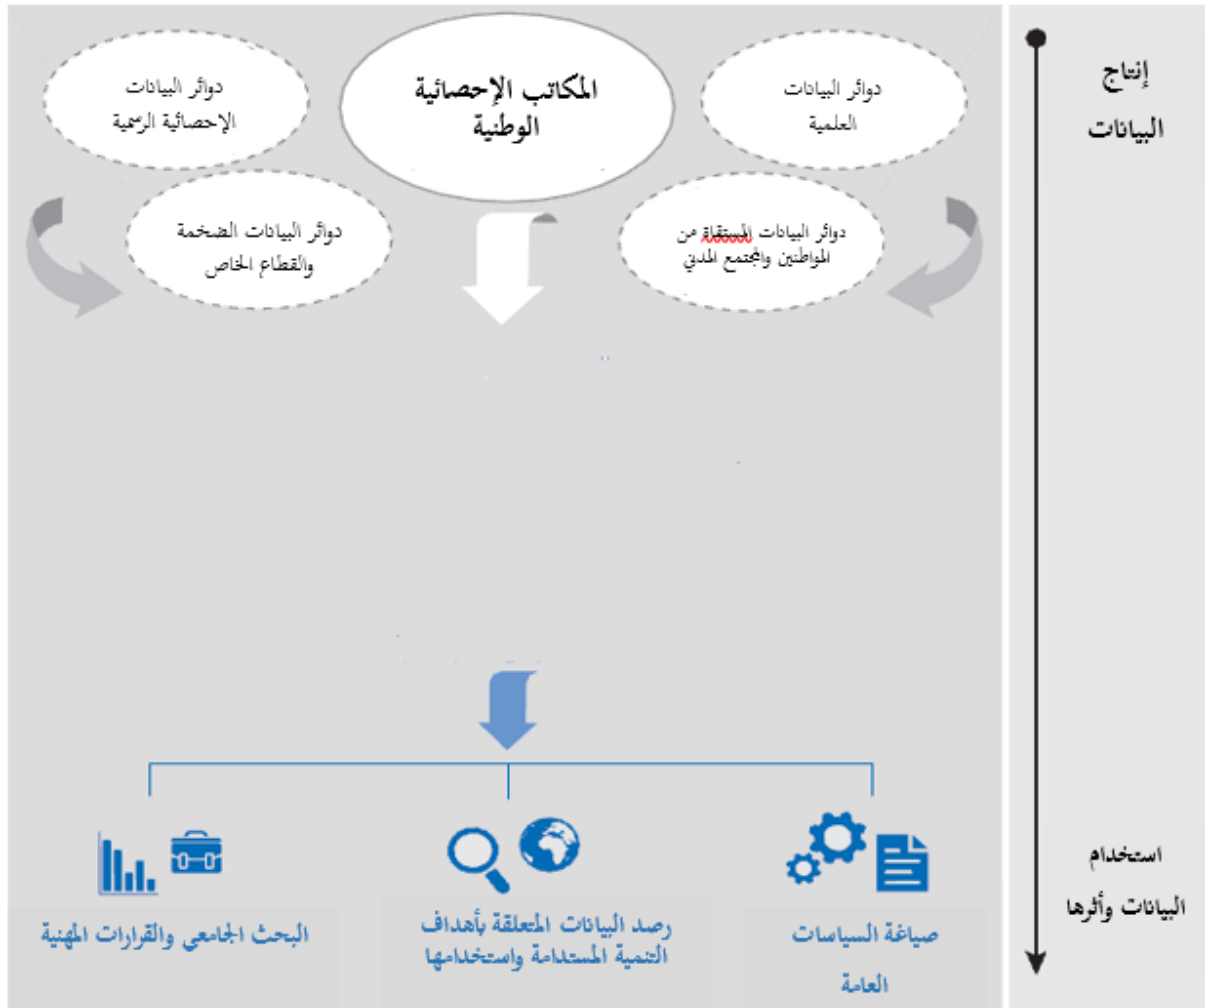 إنتاج
البيانات
دوائر البيانات
العلمية
المكاتب الإحصائية
الوطنية
دوائر البيانات
الإحصائية الرسمية
دوائر البيانات المستقاة من
المواطنين والمجتمع المدني
دوائر البيانات الضخمة
والقطاع الخاص
استخدام
البيانات وأثرها
صياغة السياسات
العامة
رصد البيانات المتعلقة بأهداف
التنمية المستدامة واستخدامها
البحث الجامعي والقرارات المهنية